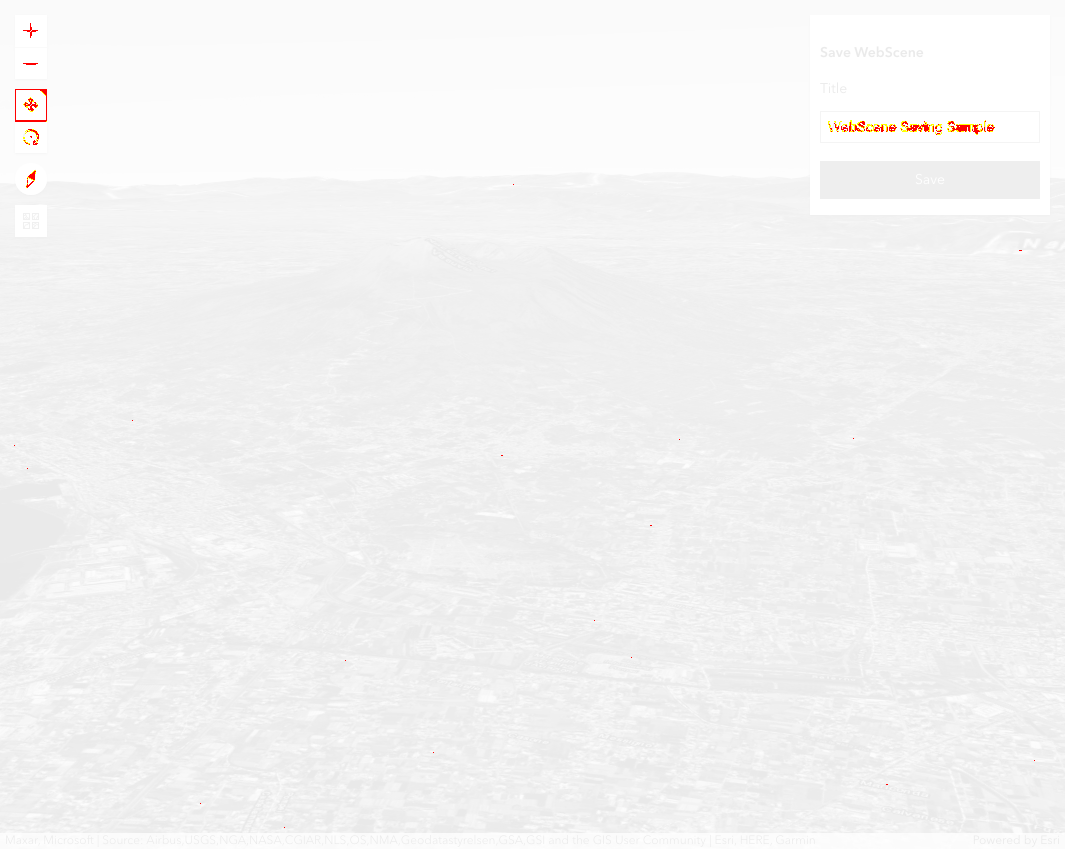 Save WebScene
Title
WebScene Saving Sample
Save
Maxar, Microsoft | Source: Airbus,USGS,NGA,NASA,CGIAR,NLS,OS,NMA,Geodatastyrelsen,GSA,GSI and the GIS User Community | Esri, HERE, Garmin
Powered by Esri